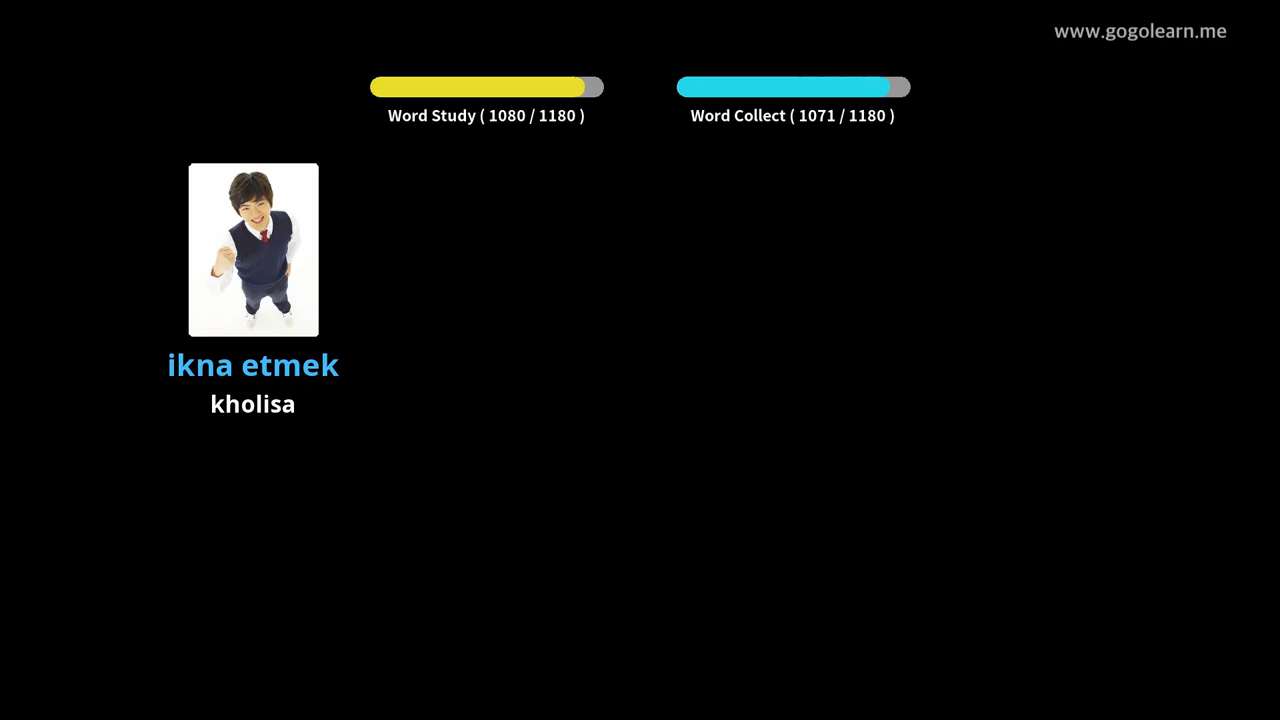 www.gogolearn.me
Word Study ( 1080 / 1180 )
Word Collect ( 1071 / 1180 )
ikna etmek
kholisa